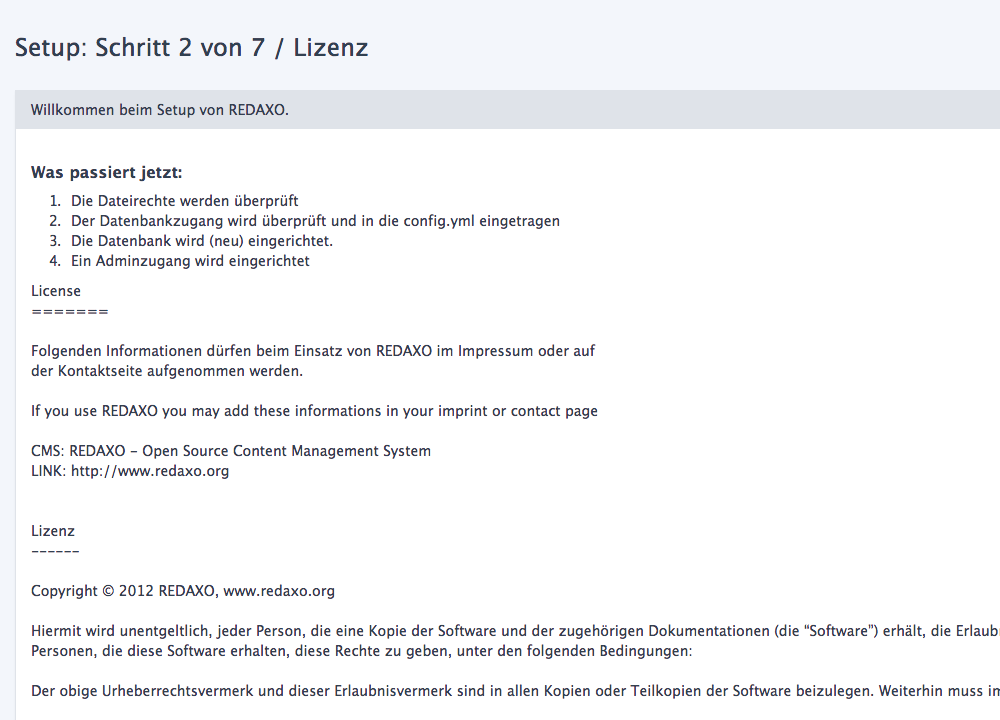 Setup: Schritt 2 von 7 / Lizenz
Willkommen beim Setup von REDAXO.
Was passiert jetzt:
1. Die Dateirechte werden überprüft
2. Der Datenbankzugang wird überprüft und in die config.yml eingetragen
3. Die Datenbank wird (neu) eingerichtet.
4. Ein Adminzugang wird eingerichtet
License
=======
Folgenden Informationen dürfen beim Einsatz von REDAXO im Impressum oder auf
der Kontaktseite aufgenommen werden.
If you use REDAXO you may add these informations in your imprint or contact page
CMS: REDAXO - Open Source Content Management System
LINK: http://www.redaxo.org
Lizenz
------
Copyright © 2012 REDAXO, www.redaxo.org
Hiermit wird unentgeltlich, jeder Person, die eine Kopie der Software und der zugehörigen Dokumentationen (die “Software”) erhält, die
Personen, die diese Software erhalten, diese Rechte zu geben, unter den folgenden Bedingungen:
Der obige Urheberrechtsvermerk und dieser Erlaubnisvermerk sind in allen Kopien oder Teilkopien der Software beizulegen. Weiterhin muss